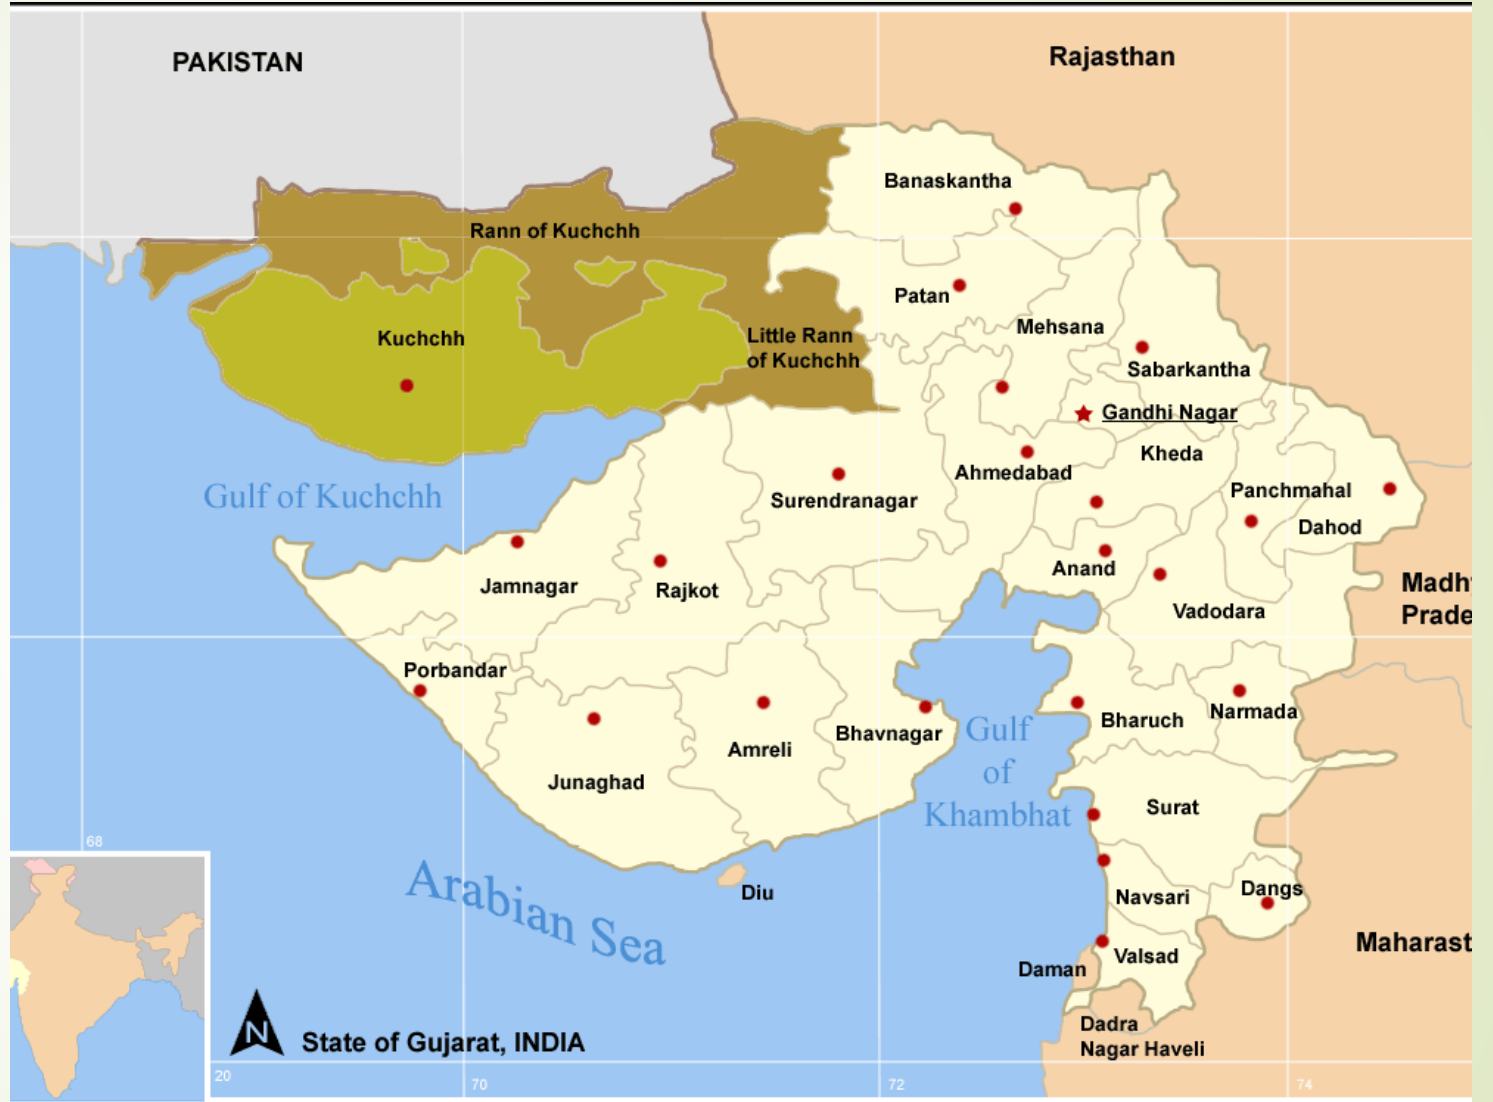 PAKISTAN
Rajasthan
Banaskantha
Rann of Kuchchh
Patan
Mehsana
Kuchchh
Little Rann
of Kuchchh
Sabarkantha
Gandhi Nagar
Kheda
Ahmedabad
Gulf of Kuchchh
Surendranagar
Panchmahal
Dahod
Anand
Jamnagar
Rajkot
Vadodara
Madhy
Prade
Porbandar
Bharuch
Narmada
Bhavnagar
Gulf
of
Khambhat
Amreli
Junaghad
Surat
68
Arabian Sea
Diu
Navsari
Dangs
Maharast
Valsad
Daman
Dadra
Nagar Haveli
N
State of Gujarat, INDIA
20
70
72
74